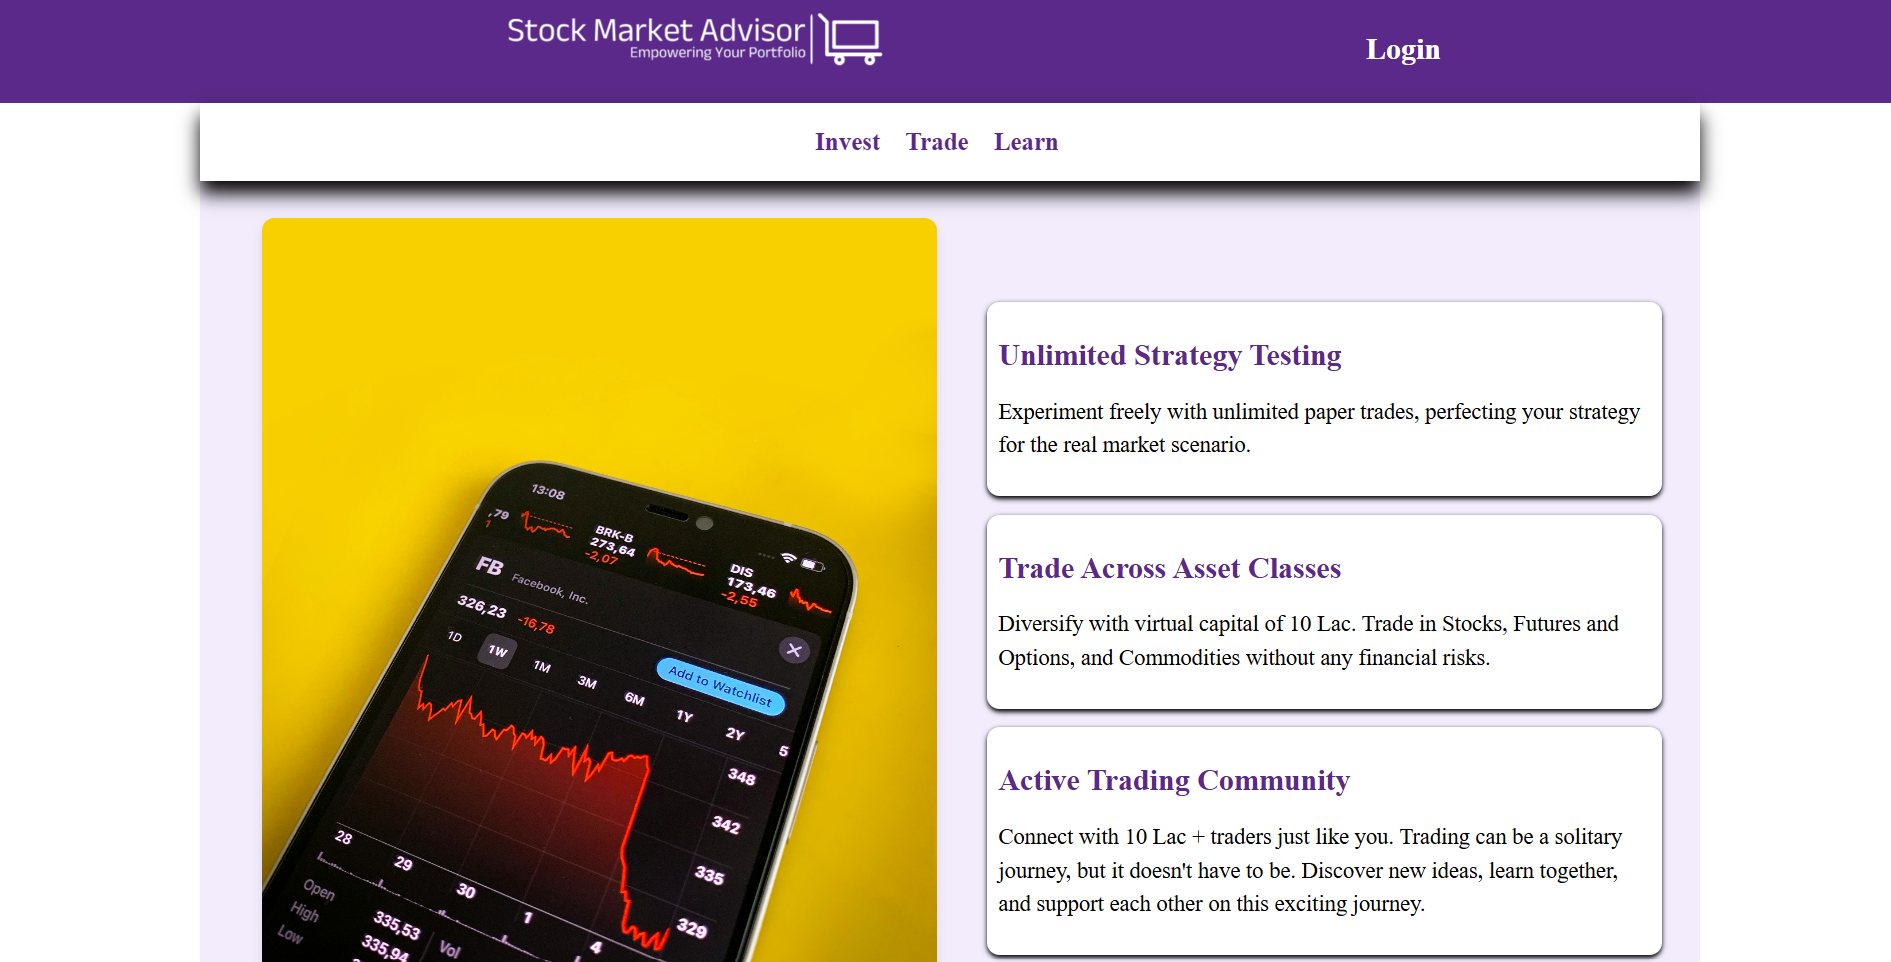 Stock Market Advisor
Empowering Your Portfolio
Login
Invest Trade Learn
13:08
,79
1
BRK-B
273,64
-2,07
DIS
173,46
-2,55
FB Facebook, Inc.
326,23 -16,78
Add to Watchlist
1D 1W 1M 3M 6M 1Y 2Y 5
348
342
335
329
28 29 30 1 4
Open 335,53
High 335,94
Low
Vol
Unlimited Strategy Testing
Experiment freely with unlimited paper trades, perfecting your strategy
for the real market scenario.
Trade Across Asset Classes
Diversify with virtual capital of 10 Lac. Trade in Stocks, Futures and
Options, and Commodities without any financial risks.
Active Trading Community
Connect with 10 Lac + traders just like you. Trading can be a solitary
journey, but it doesn't have to be. Discover new ideas, learn together,
and support each other on this exciting journey.